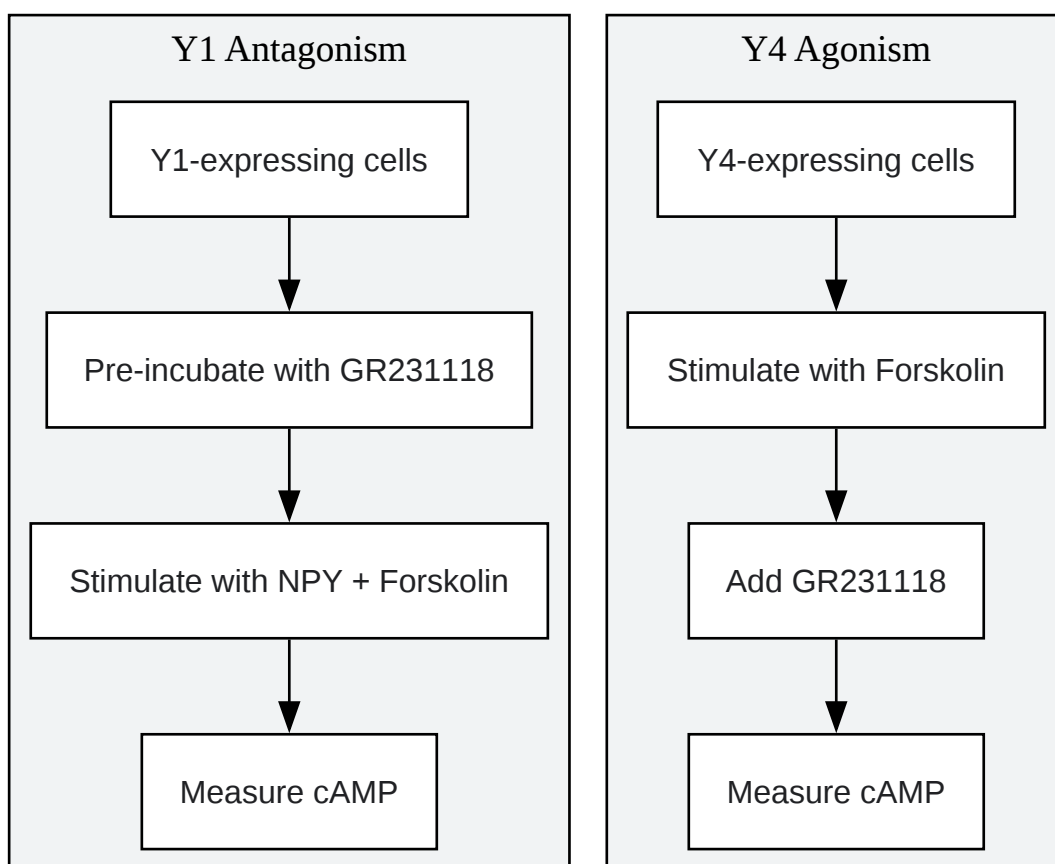 Y1 Antagonism
Y1-expressing cells
Pre-incubate with GR231118
Stimulate with NPY + Forskolin
Measure cAMP
Y4 Agonism
Y4-expressing cells
Stimulate with Forskolin
Add GR231118
Measure cAMP